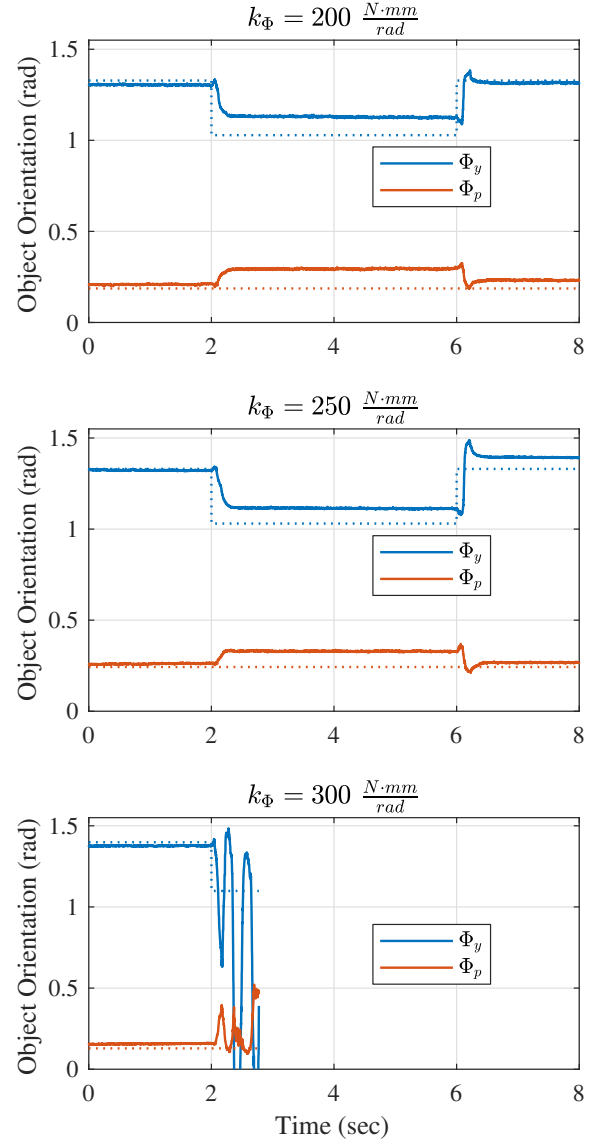 k_Φ = 200 N·mm/rad
Object Orientation (rad)
1.5
1
0.5
0
Φ_y
Φ_p
0 2 4 6 8
k_Φ = 250 N·mm/rad
Object Orientation (rad)
1.5
1
0.5
0
Φ_y
Φ_p
0 2 4 6 8
k_Φ = 300 N·mm/rad
Object Orientation (rad)
1.5
1
0.5
0
Φ_y
Φ_p
0 2 4 6 8
Time (sec)